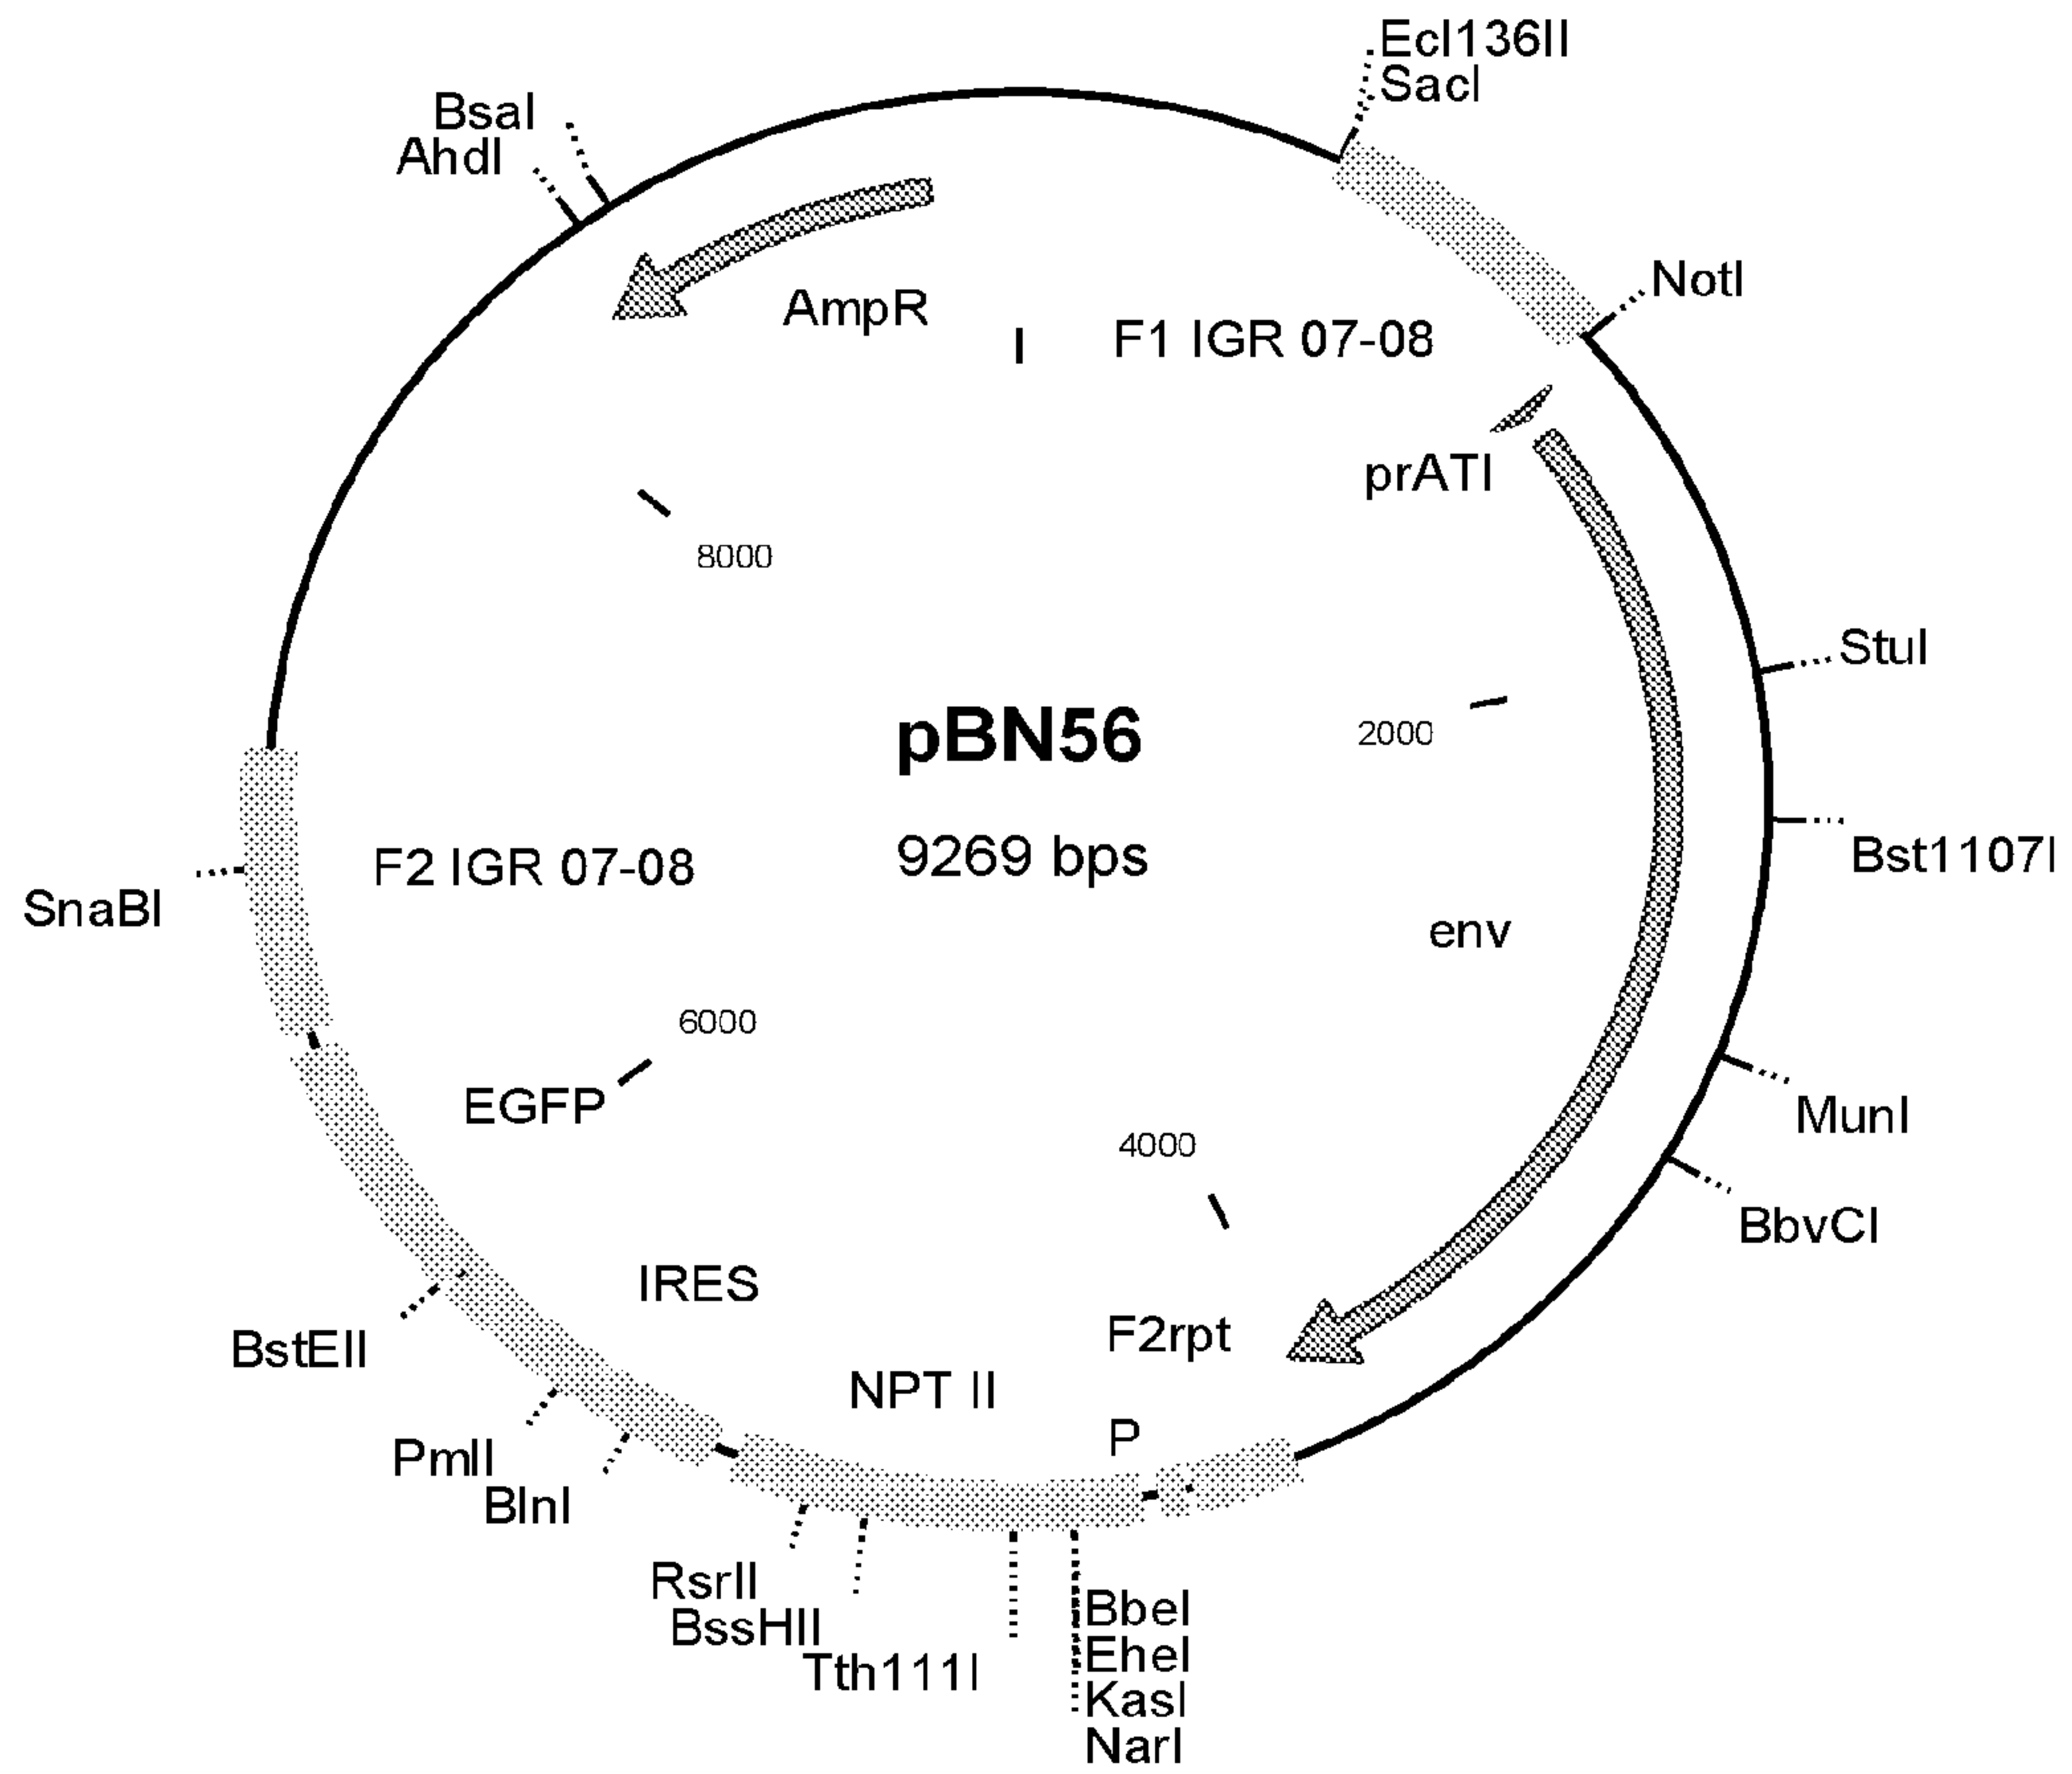 Ecl136II
SacI
BsaI
AhdI
NotI
AmpR
F1 IGR 07-08
prATI
8000
StuI
pBN56
2000
9269 bps
Bst1107I
F2 IGR 07-08
SnaBI
env
6000
EGFP
MunI
4000
BbvCI
IRES
F2rpt
BstEII
NPT II
P
PmlI
BlnI
RsrII
BssHII
Tth111I
BbeI
EheI
KasI
NarI